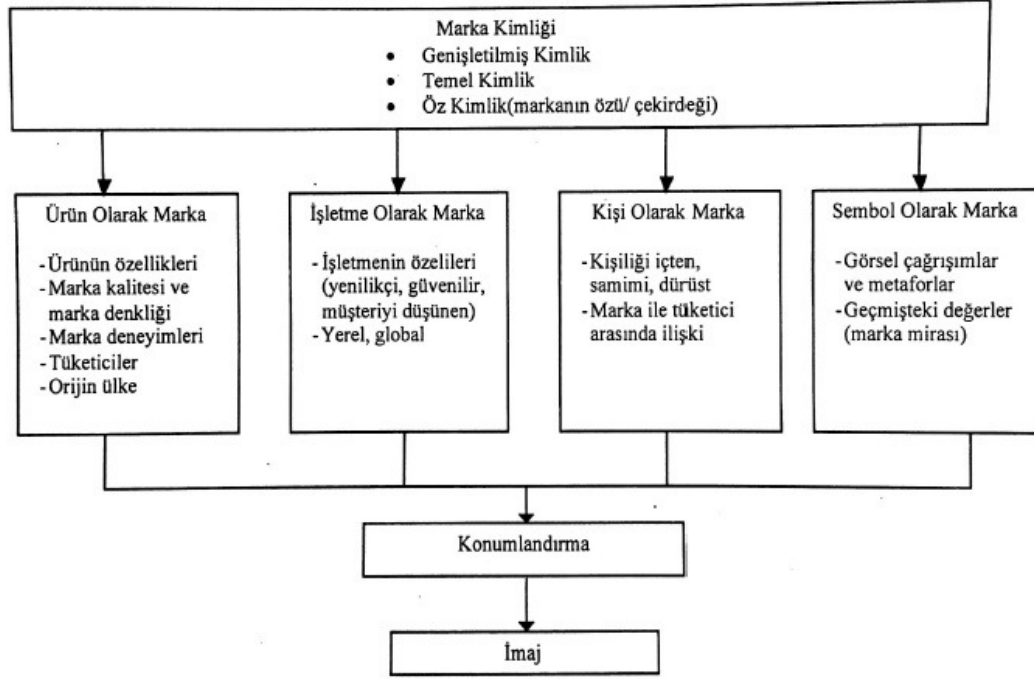 Marka Kimliği
• Genişletilmiş Kimlik
• Temel Kimlik
• Öz Kimlik(markanın özü/ çekirdeği)
Ürün Olarak Marka
- Ürünün özellikleri
- Marka kalitesi ve
marka denkliği
- Marka deneyimleri
- Tüketiciler
- Orijin ülke
İşletme Olarak Marka
- İşletmenin özelileri
(yenilikçi, güvenilir,
müşteriyi düşünen)
- Yerel, global
Kişi Olarak Marka
- Kişiliği içten,
samimi, dürüst
- Marka ile tüketici
arasında ilişki
Sembol Olarak Marka
- Görsel çağrışımlar
ve metaforlar
- Geçmişteki değerler
(marka mirası)
Konumlandırma
İmaj